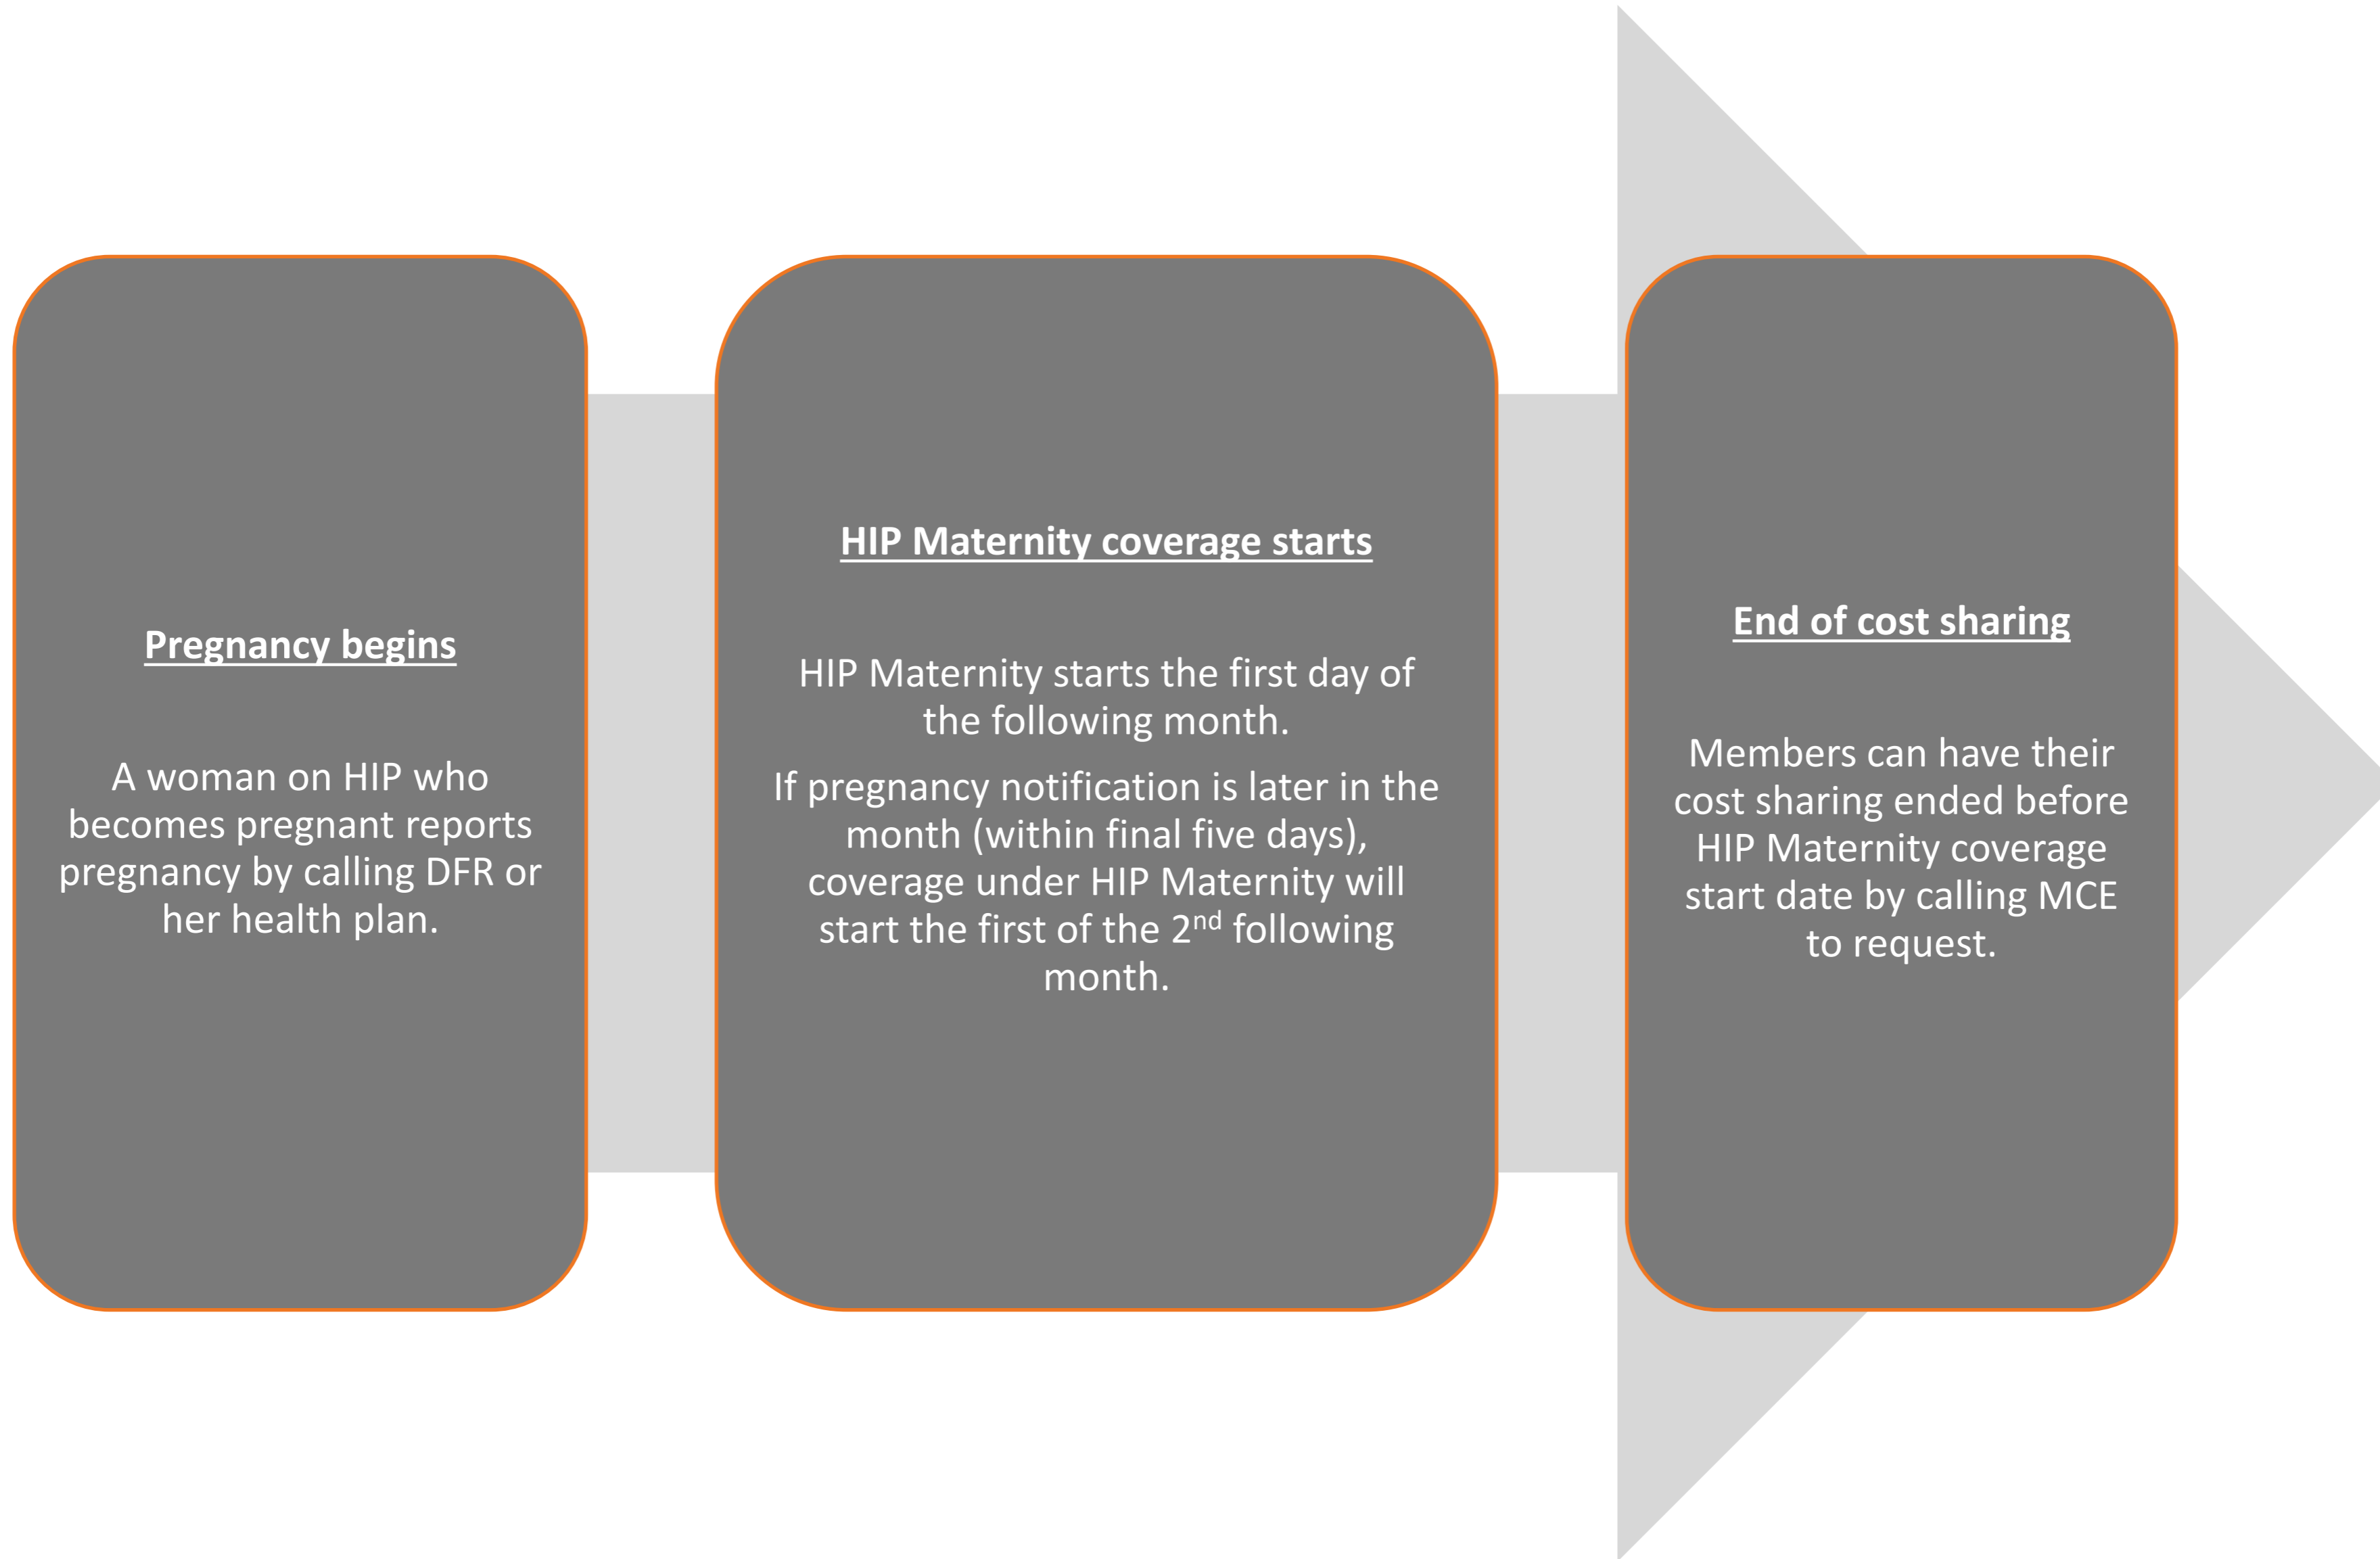 Pregnancy begins
A woman on HIP who
becomes pregnant reports
pregnancy by calling DFR or
her health plan.
HIP Maternity coverage starts
HIP Maternity starts the first day of
the following month.
If pregnancy notification is later in the
month (within final five days),
coverage under HIP Maternity will
start the first of the 2nd following
month.
End of cost sharing
Members can have their
cost sharing ended before
HIP Maternity coverage
start date by calling MCE
to request.